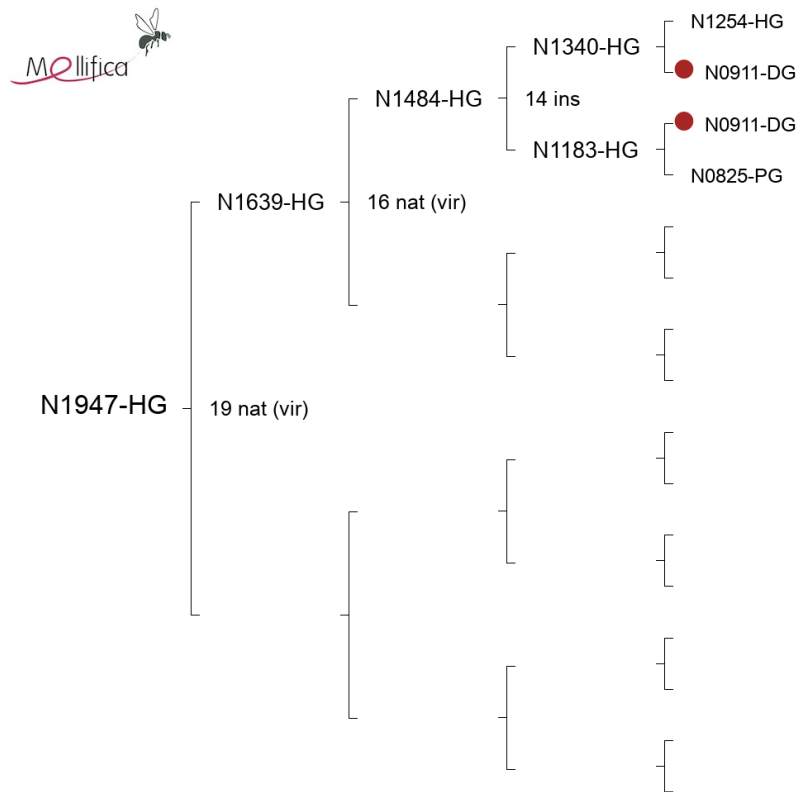 Mellifica
N1254-HG
N1340-HG
N0911-DG
N1484-HG
14 ins
N0911-DG
N1183-HG
N0825-PG
N1639-HG
16 nat (vir)
N1947-HG
19 nat (vir)